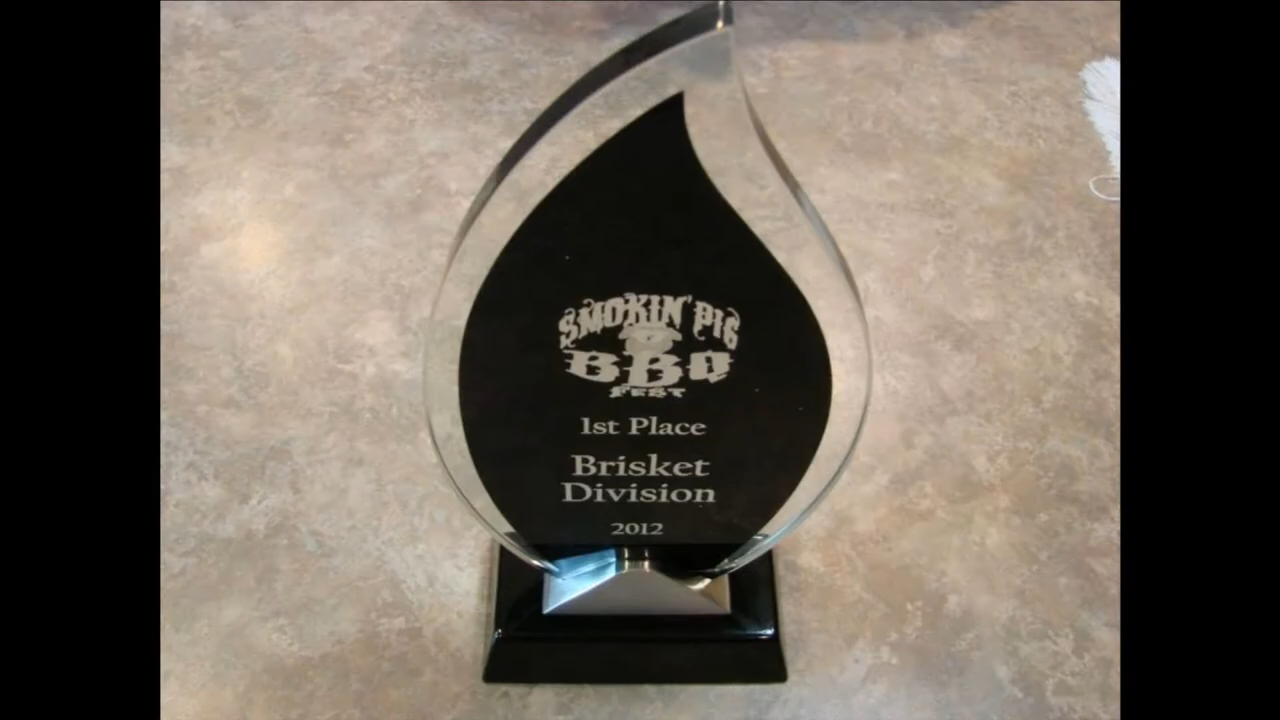 SMOKIN' PIG
BBQ
FEST
1st Place
Brisket
Division
2012